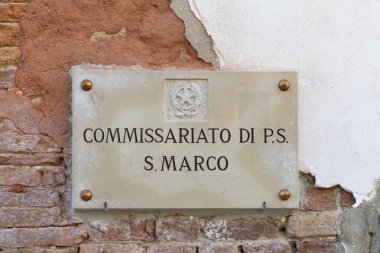 COMMISSARIATO DI P.S.
S. MARCO